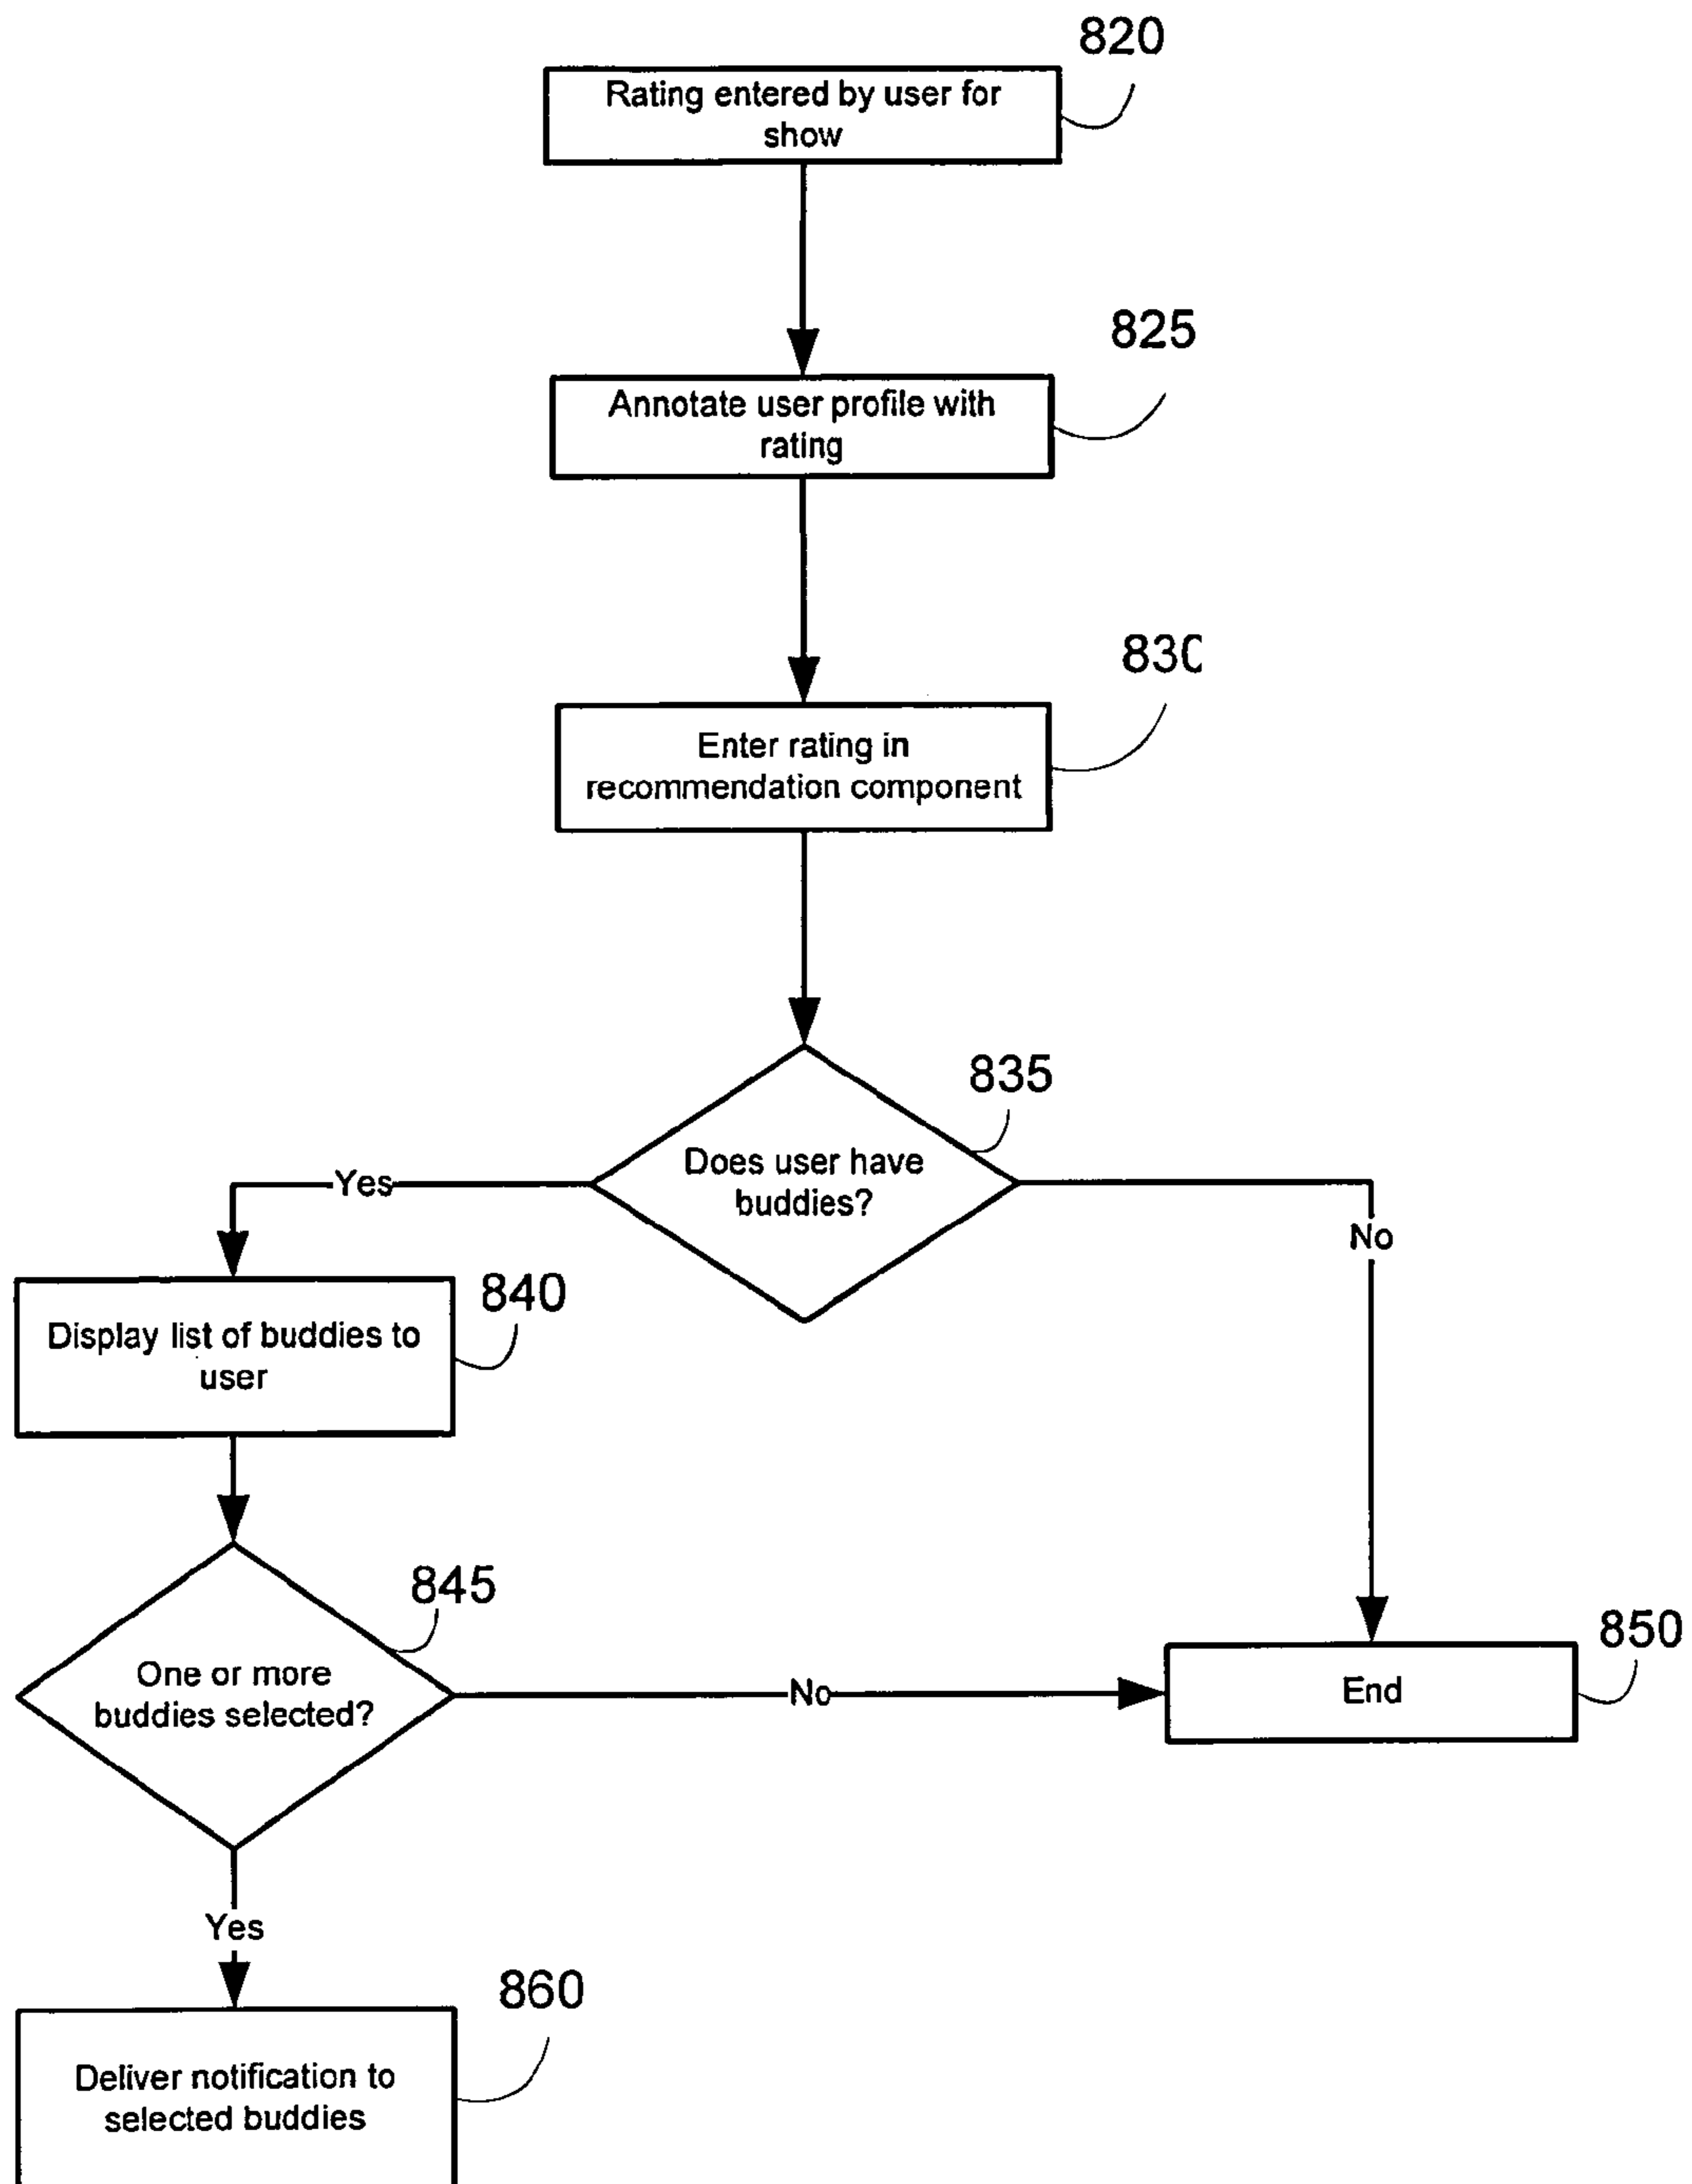 820
Rating entered by user for
show
825
Annotate user profile with
rating
830
Enter rating in
recommendation component
835
Does user have
buddies?
Yes
No
840
Display list of buddies to
user
845
One or more
buddies selected?
No
850
End
Yes
860
Deliver notification to
selected buddies